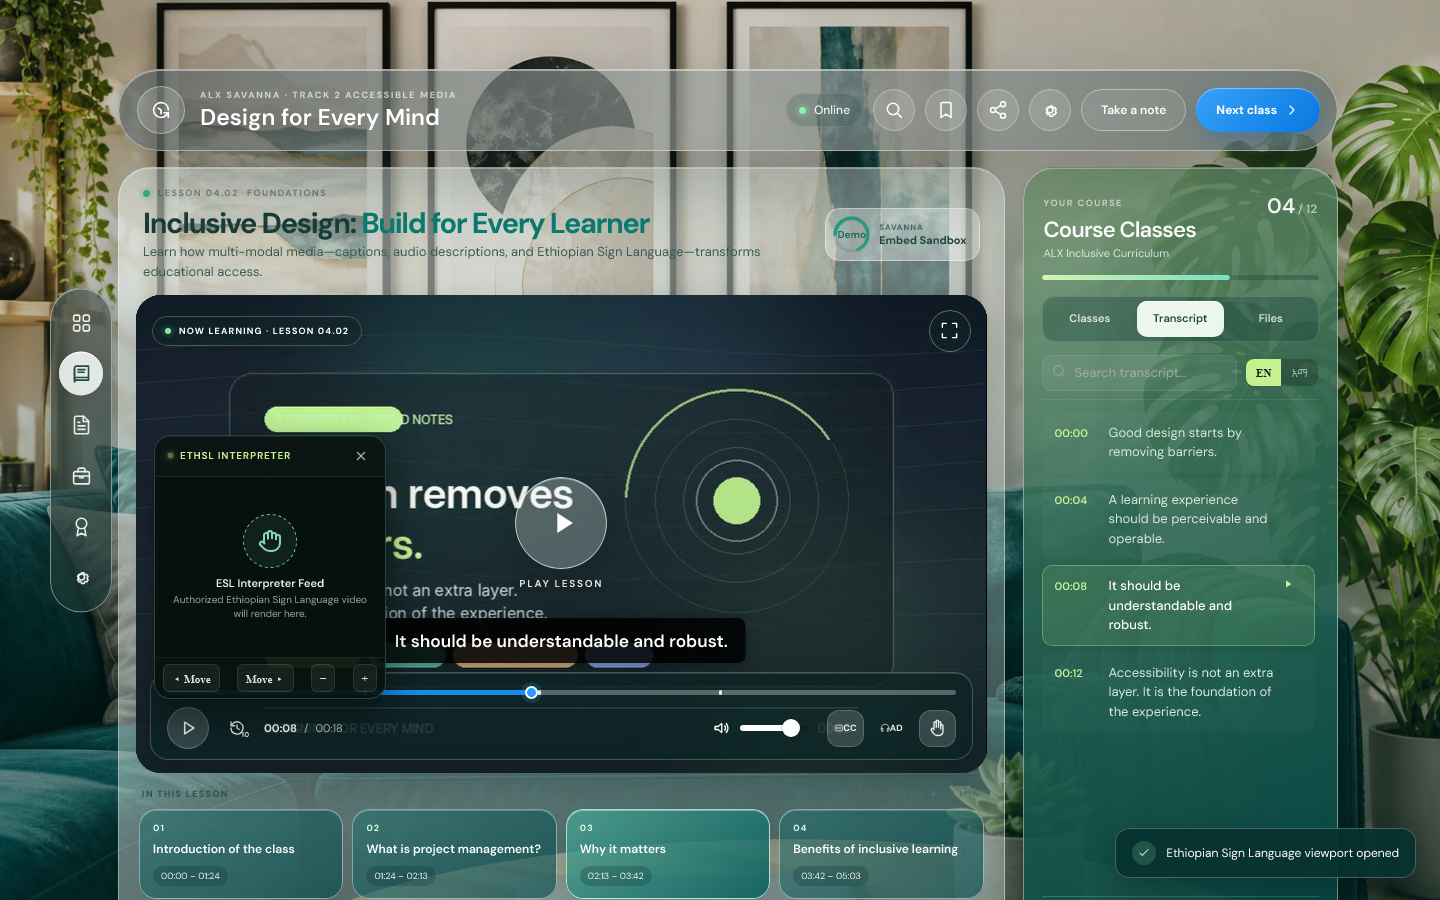 ALX SAVANNA · TRACK 2 ACCESSIBLE MEDIA
Design for Every Mind
Online
Take a note
Next class
LESSON 04.02 FOUNDATIONS
Inclusive Design: Build for Every Learner
Learn how multi-modal media—captions, audio descriptions, and Ethiopian Sign Language—transforms
educational access.
Demo
SAVANNA
Embed Sandbox
NOW LEARNING · LESSON 04.02
NOTES
ETHSL INTERPRETER
removes
ESL Interpreter Feed
Authorized Ethiopian Sign Language video
will render here.
PLAY LESSON
not an extra layer.
of the experience.
It should be understandable and robust.
Move
Move
−
+
10
00:08 / 00:18
FOR EVERY MIND
CC
AD
IN THIS LESSON
MIN
01
Introduction of the class
00:00 – 01:24
02
What is project management?
01:24 – 02:13
03
Why it matters
02:13 – 03:42
04
Benefits of inclusive learning
03:42 – 05:03
YOUR COURSE
04 / 12
Course Classes
ALX Inclusive Curriculum
Classes
Transcript
Files
Search transcript...
EN
አማ
00:00
Good design starts by
removing barriers.
00:04
A learning experience
should be perceivable and
operable.
00:08
It should be
understandable and
robust.
00:12
Accessibility is not an extra
layer. It is the foundation of
the experience.
Ethiopian Sign Language viewport opened